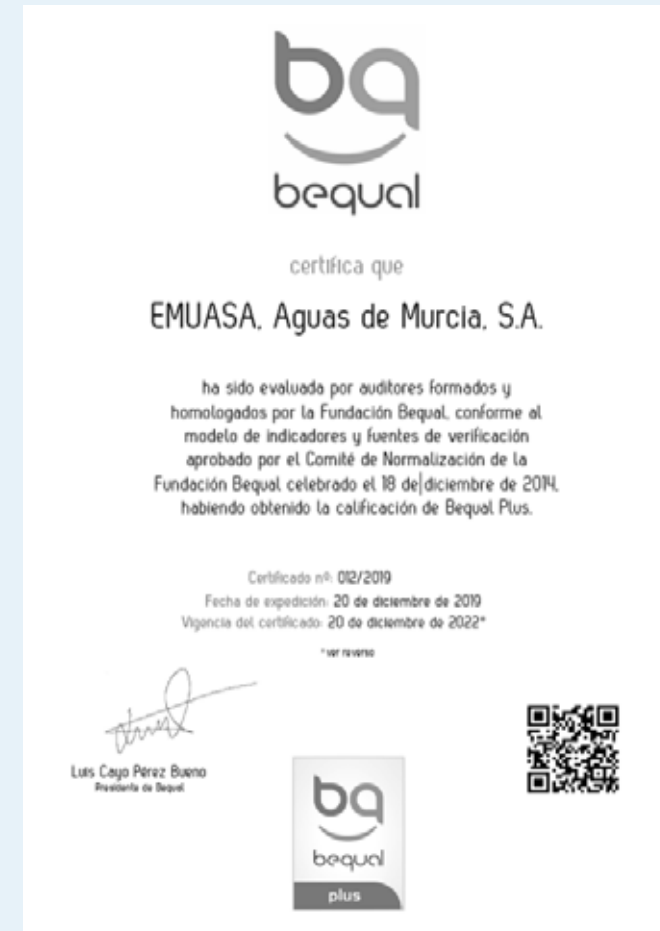 bq
bequal
certifica que
EMUASA, Aguas de Murcia, S.A.
ha sido evaluada por auditores formados y
homologados por la Fundación Bequal, conforme al
modelo de indicadores y fuentes de verificación
aprobado por el Comité de Normalización de la
Fundación Bequal celebrado el 18 de diciembre de 2014,
habiendo obtenido la calificación de Bequal Plus.
Certificado nº: 012/2019
Fecha de expedición: 20 de diciembre de 2019
Vigencia del certificado: 20 de diciembre de 2022*
* ver reverso
Luis Cayo Pérez Bueno
Presidente de Bequal
bq
bequal
plus